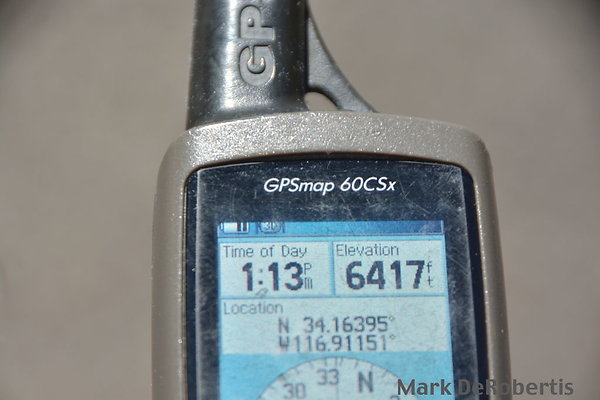 GPS
GPSmap 60CSx
3D
Time of Day Elevation
1:13 Pm 6417 ft
Location
N 34.16395°
W116.91151°
30 33 N
Mark DeRobertis